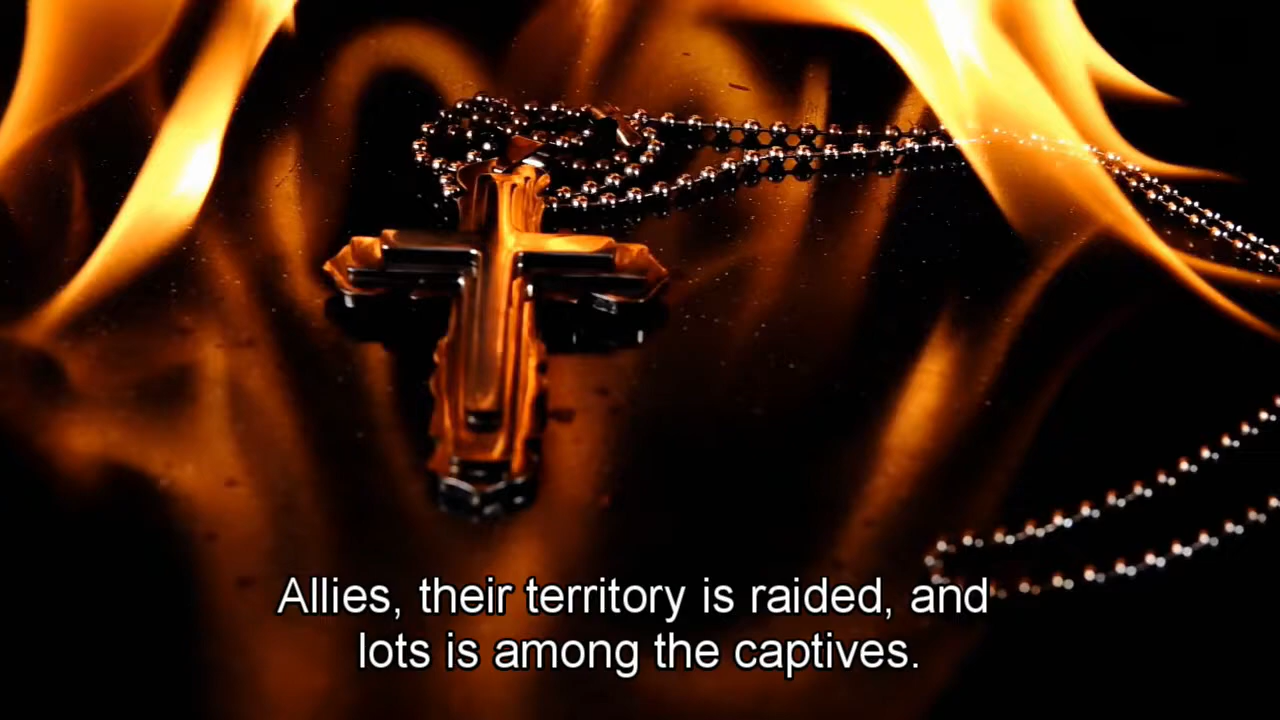 Allies, their territory is raided, and
lots is among the captives.